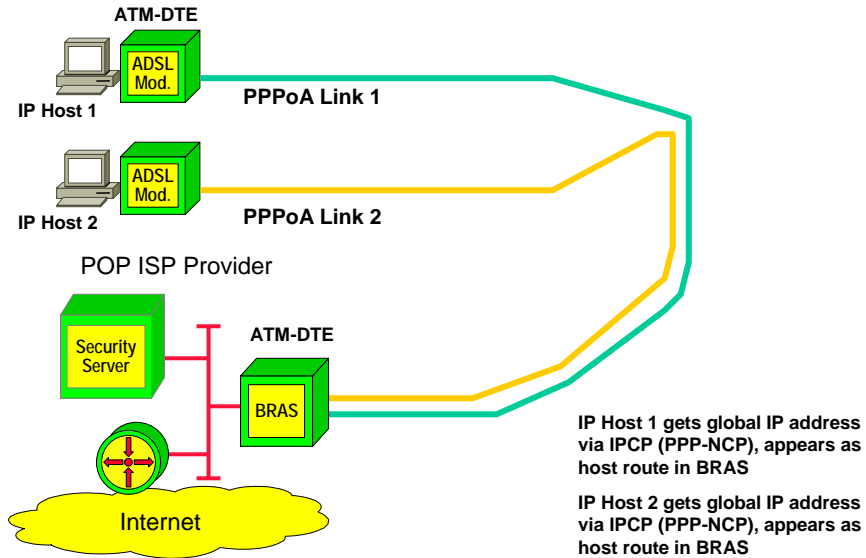 ATM-DTE
ADSL
Mod.
IP Host 1
PPPoA Link 1
ADSL
Mod.
IP Host 2
PPPoA Link 2
POP ISP Provider
ATM-DTE
Security
Server
BRAS
Internet
IP Host 1 gets global IP address
via IPCP (PPP-NCP), appears as
host route in BRAS
IP Host 2 gets global IP address
via IPCP (PPP-NCP), appears as
host route in BRAS